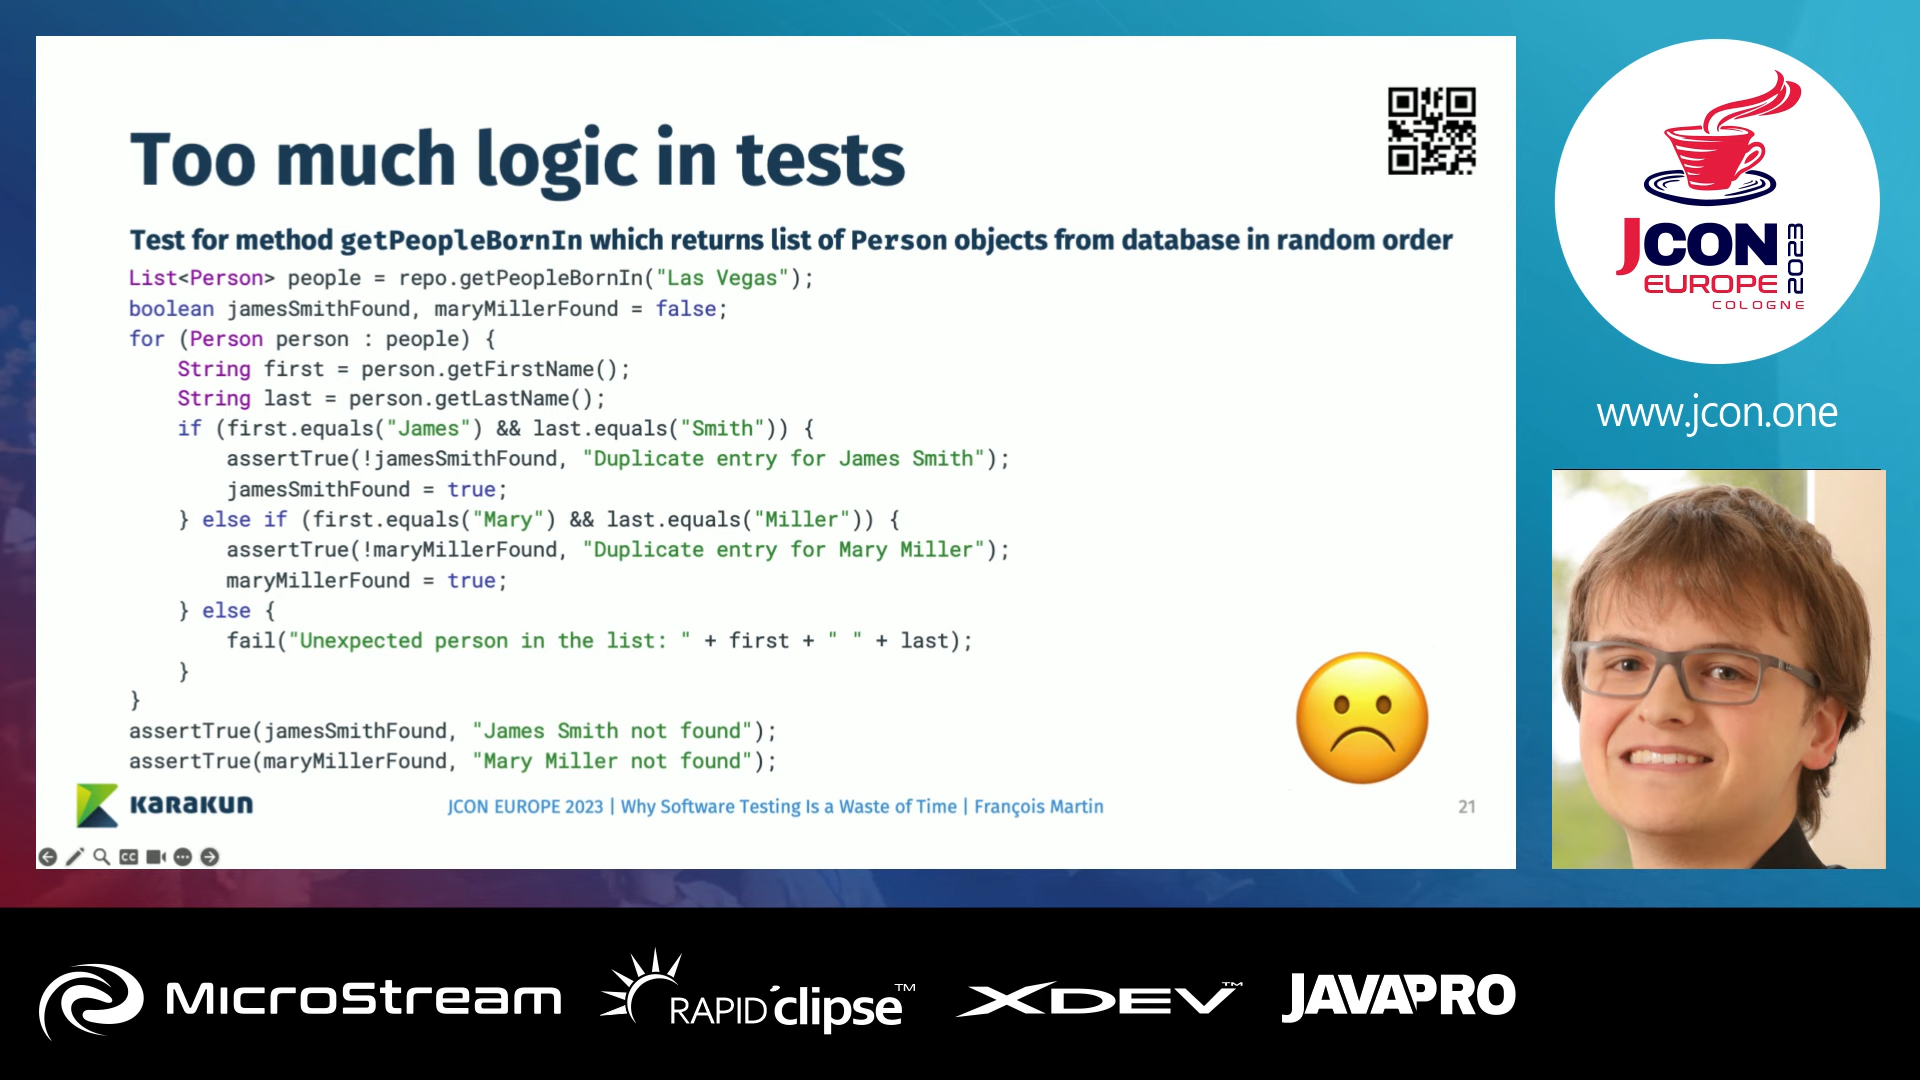 Too much logic in tests
Test for method getPeopleBornIn which returns list of Person objects from database in random order
List<Person> people = repo.getPeopleBornIn("Las Vegas");
boolean jamesSmithFound, maryMillerFound = false;
for (Person person : people) {
    String first = person.getFirstName();
    String last = person.getLastName();
    if (first.equals("James") && last.equals("Smith")) {
        assertTrue(!jamesSmithFound, "Duplicate entry for James Smith");
        jamesSmithFound = true;
    } else if (first.equals("Mary") && last.equals("Miller")) {
        assertTrue(!maryMillerFound, "Duplicate entry for Mary Miller");
        maryMillerFound = true;
    } else {
        fail("Unexpected person in the list: " + first + " " + last);
    }
}
assertTrue(jamesSmithFound, "James Smith not found");
assertTrue(maryMillerFound, "Mary Miller not found");
KARAKUN
JCON EUROPE 2023 | Why Software Testing Is a Waste of Time | François Martin
21
CC
JCON 2023
EUROPE
COLOGNE
www.jcon.one
MicroStream
RAPID'clipse™
XDEV™
JAVAPRO